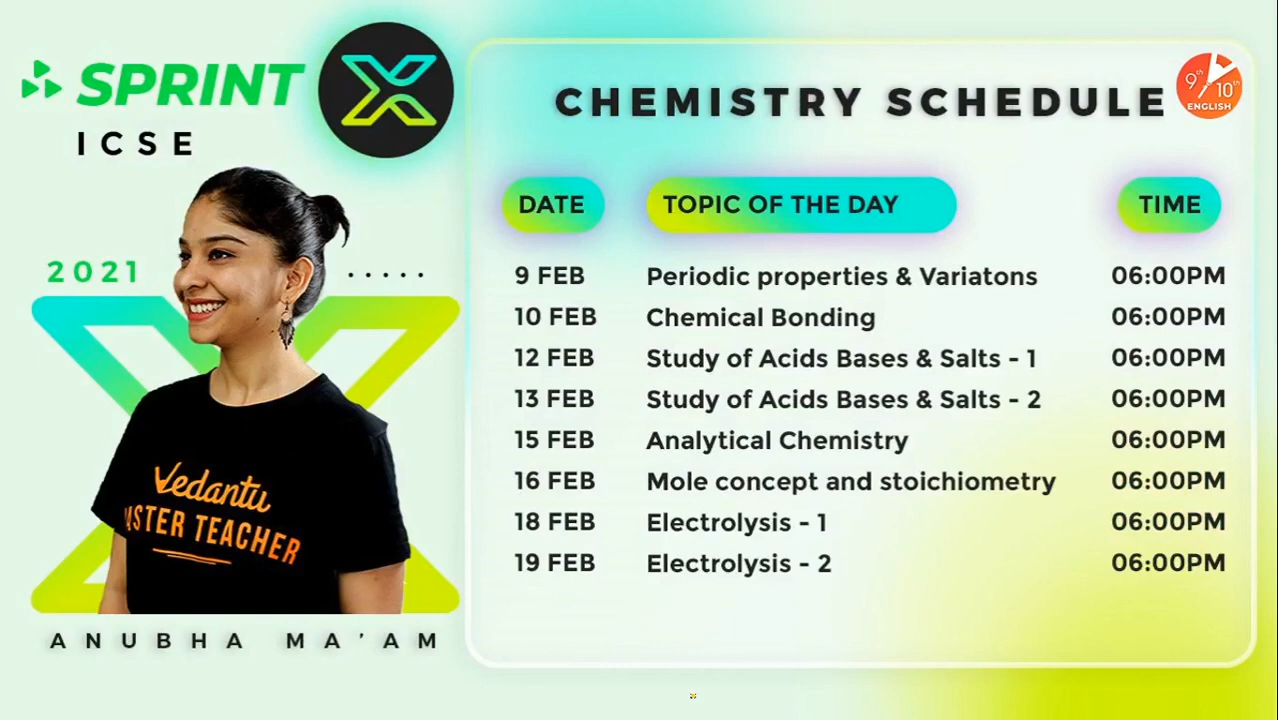 SPRINT
ICSE
2021
Vedantu
MASTER TEACHER
ANUBHA MA'AM
CHEMISTRY SCHEDULE
9th 10th
ENGLISH
DATE TOPIC OF THE DAY TIME
9 FEB Periodic properties & Variatons 06:00PM
10 FEB Chemical Bonding 06:00PM
12 FEB Study of Acids Bases & Salts - 1 06:00PM
13 FEB Study of Acids Bases & Salts - 2 06:00PM
15 FEB Analytical Chemistry 06:00PM
16 FEB Mole concept and stoichiometry 06:00PM
18 FEB Electrolysis - 1 06:00PM
19 FEB Electrolysis - 2 06:00PM